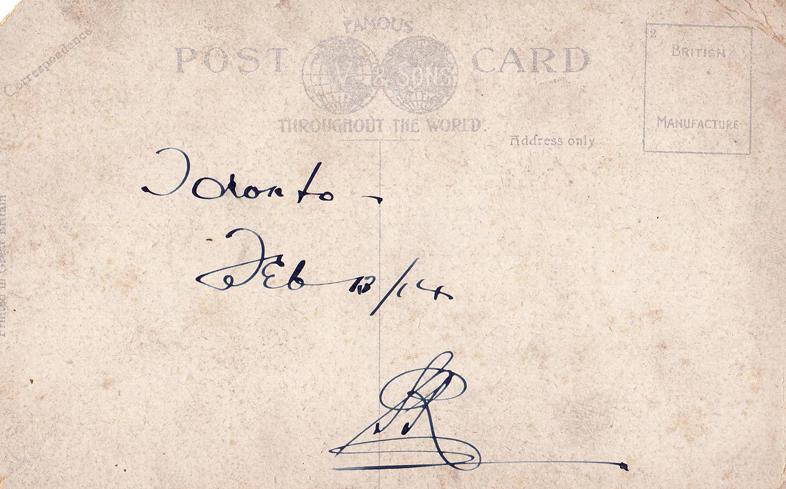 Correspondence
FAMOUS
POST CARD
W & SONS
THROUGHOUT THE WORLD.
Address only
2
BRITISH
MANUFACTURE
Printed in Great Britain
Toronto -
Feb 13/14